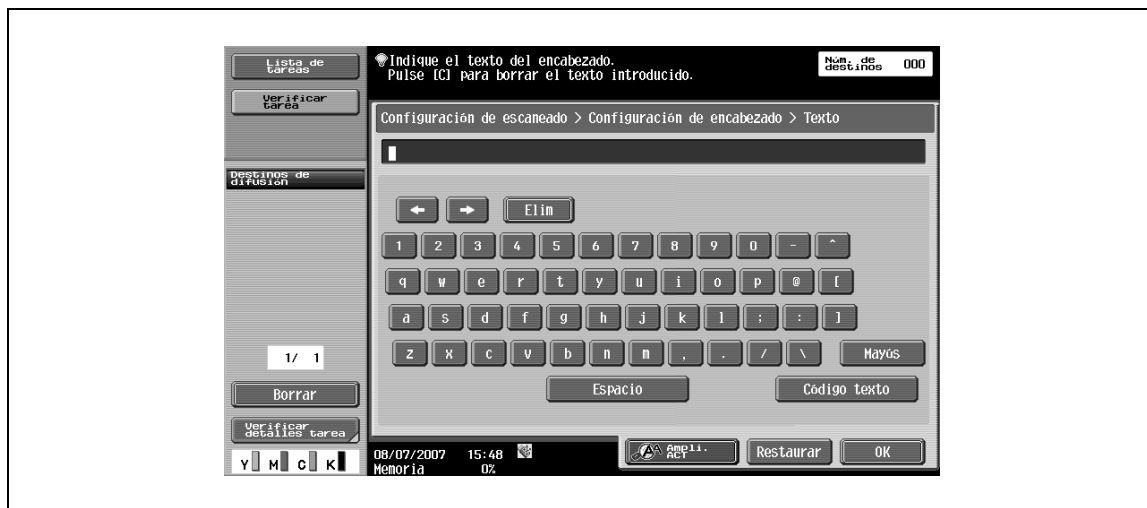 Lista de
tareas
Verificar
tarea
Destinos de
difusión
1/ 1
Borrar
Verificar
detalles tarea
Y M C K
Indique el texto del encabezado.
Pulse [C] para borrar el texto introducido.
Núm. de
destinos 000
Configuración de escaneado > Configuración de encabezado > Texto
Elim
1 2 3 4 5 6 7 8 9 0 - ^
q w e r t y u i o p @ [
a s d f g h j k l ; : ]
z x c v b n m , . / \ Mayús
Espacio Código texto
08/07/2007 15:48
Memoria 0%
Ampli.
ACT
Restaurar OK